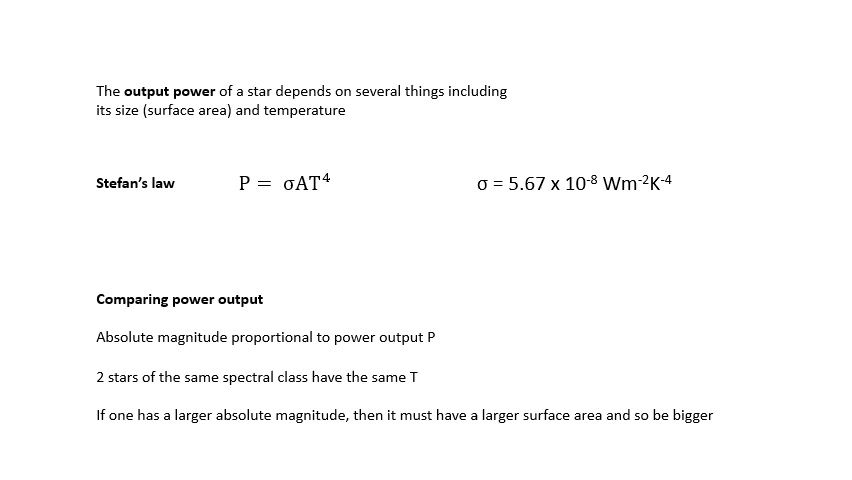 The output power of a star depends on several things including
its size (surface area) and temperature
Stefan’s law P = σAT⁴ σ = 5.67 x 10⁻⁸ Wm⁻²K⁻⁴
Comparing power output
Absolute magnitude proportional to power output P
2 stars of the same spectral class have the same T
If one has a larger absolute magnitude, then it must have a larger surface area and so be bigger